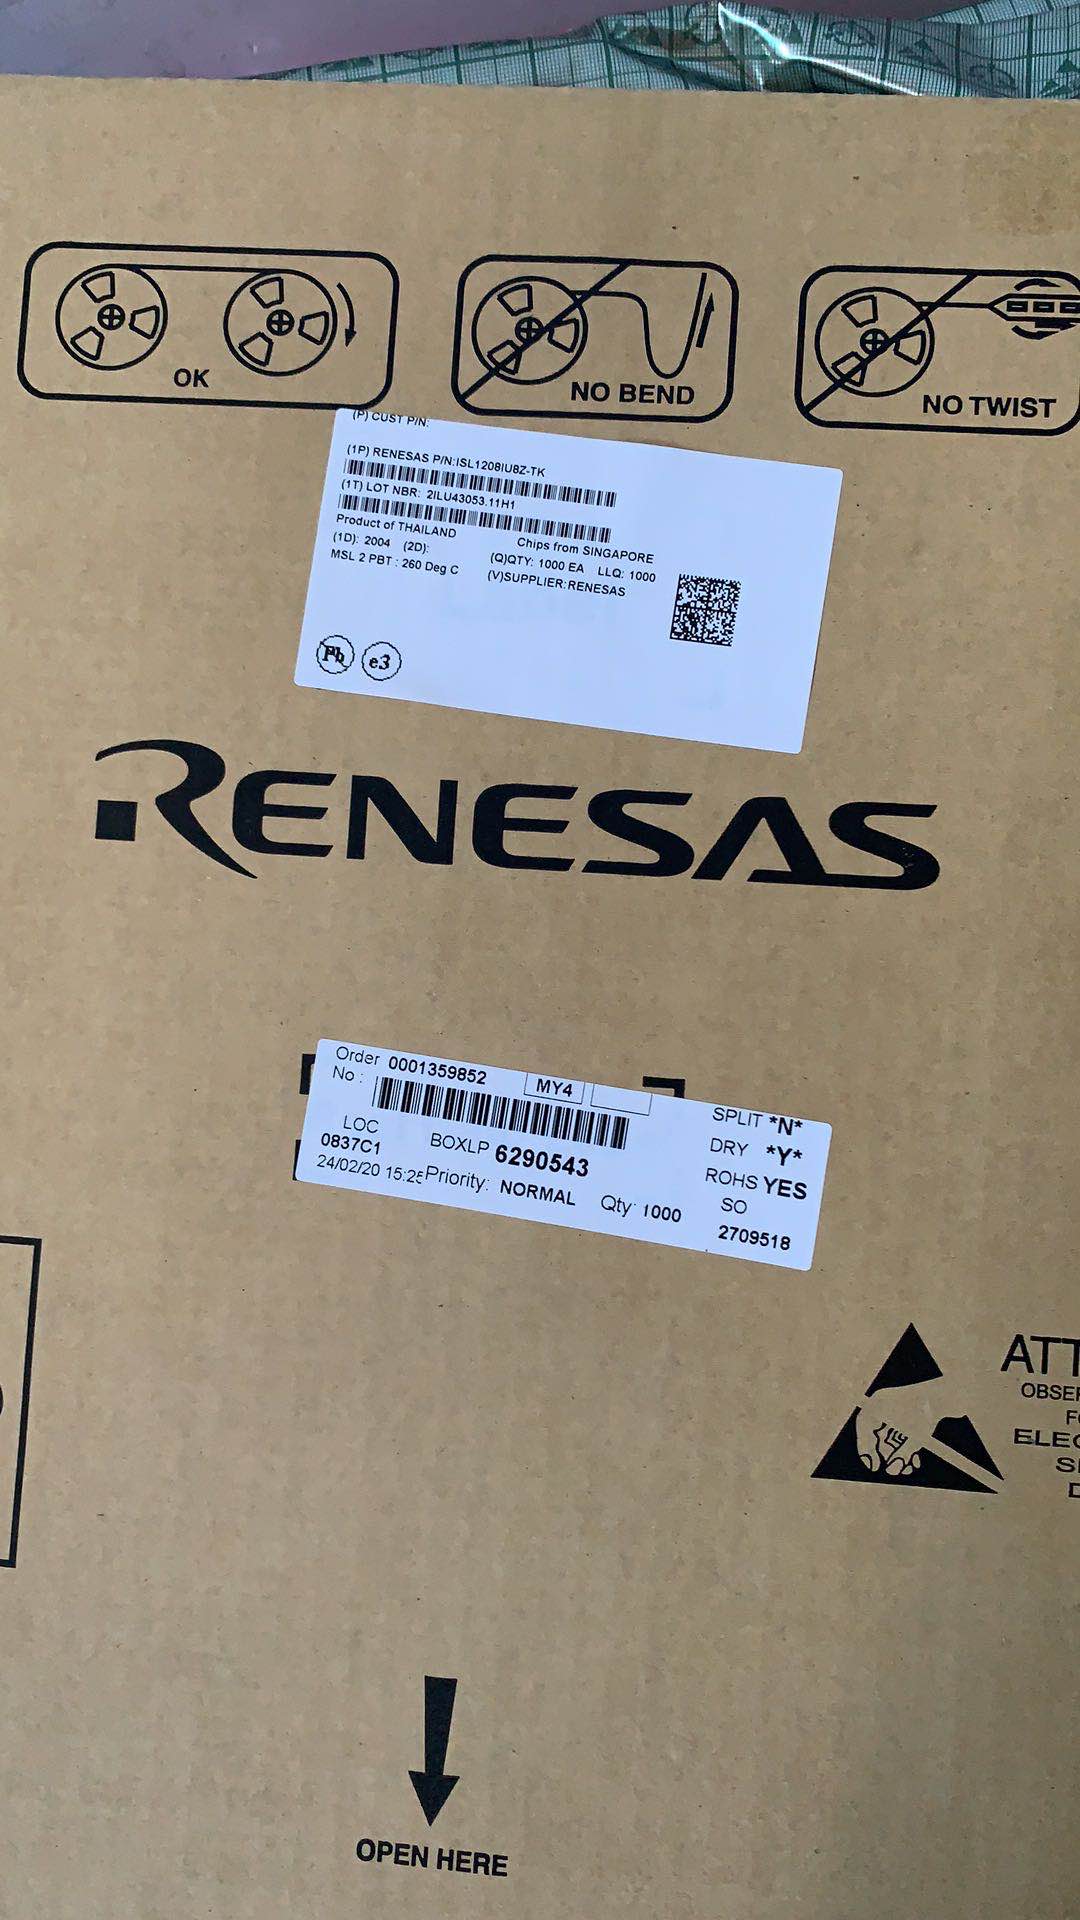 OK
NO BEND
NO TWIST
(P) CUST P/N:
(1P) RENESAS P/N:ISL1208IU8Z-TK
(1T) LOT NBR: 2ILU43053.11H1
Product of THAILAND
Chips from SINGAPORE
(1D): 2004 (2D):
(Q)QTY: 1000 EA LLQ: 1000
MSL 2 PBT : 260 Deg C
(V)SUPPLIER:RENESAS
Pb e3
RENESAS
Order 0001359852 MY4
No :
SPLIT *N*
LOC
DRY *Y*
0837C1
BOXLP 6290543
ROHS YES
24/02/20 15:25
Priority: NORMAL Qty 1000
SO
2709518
ATT
OBSE
ELEC
OPEN HERE